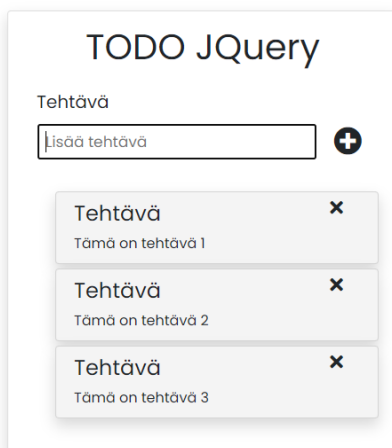 TODO JQuery
Tehtävä
Lisää tehtävä
Tehtävä
Tämä on tehtävä 1
Tehtävä
Tämä on tehtävä 2
Tehtävä
Tämä on tehtävä 3